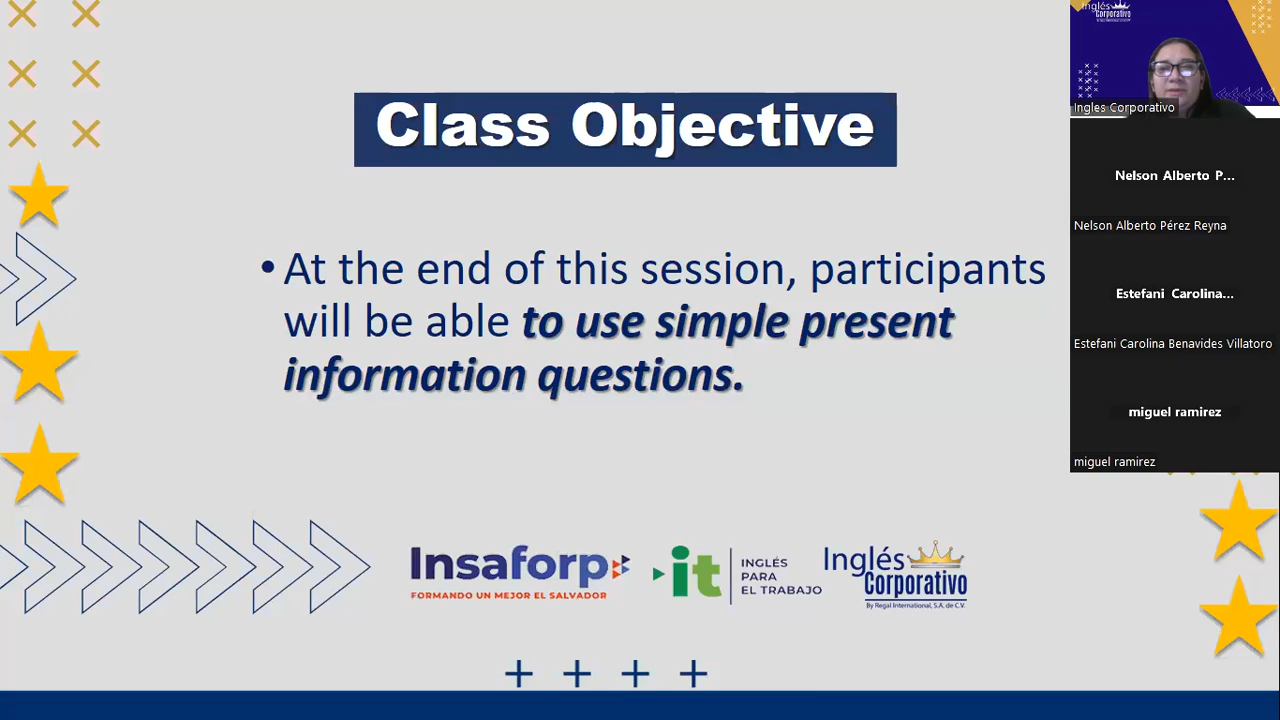 Class Objective
• At the end of this session, participants
will be able to use simple present
information questions.
Insaforp
FORMANDO UN MEJOR EL SALVADOR
it
INGLÉS
PARA
EL TRABAJO
Inglés
Corporativo
By Regal International, S.A. de C.V.
Inglés
Corporativo
Ingles Corporativo
Nelson Alberto P...
Nelson Alberto Pérez Reyna
Estefani Carolina...
Estefani Carolina Benavides Villatoro
miguel ramirez
miguel ramirez